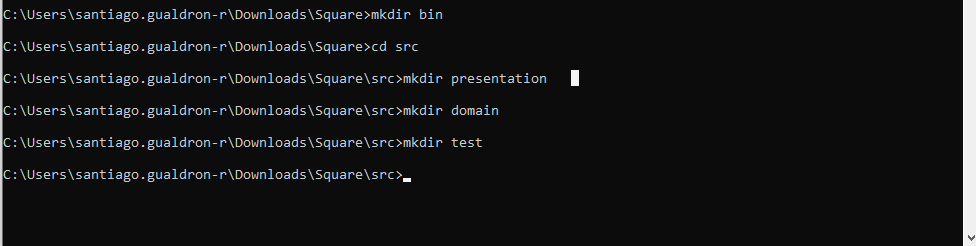 C:\Users\santiago.gualdron-r\Downloads\Square>mkdir bin
C:\Users\santiago.gualdron-r\Downloads\Square>cd src
C:\Users\santiago.gualdron-r\Downloads\Square\src>mkdir presentation
C:\Users\santiago.gualdron-r\Downloads\Square\src>mkdir domain
C:\Users\santiago.gualdron-r\Downloads\Square\src>mkdir test
C:\Users\santiago.gualdron-r\Downloads\Square\src>